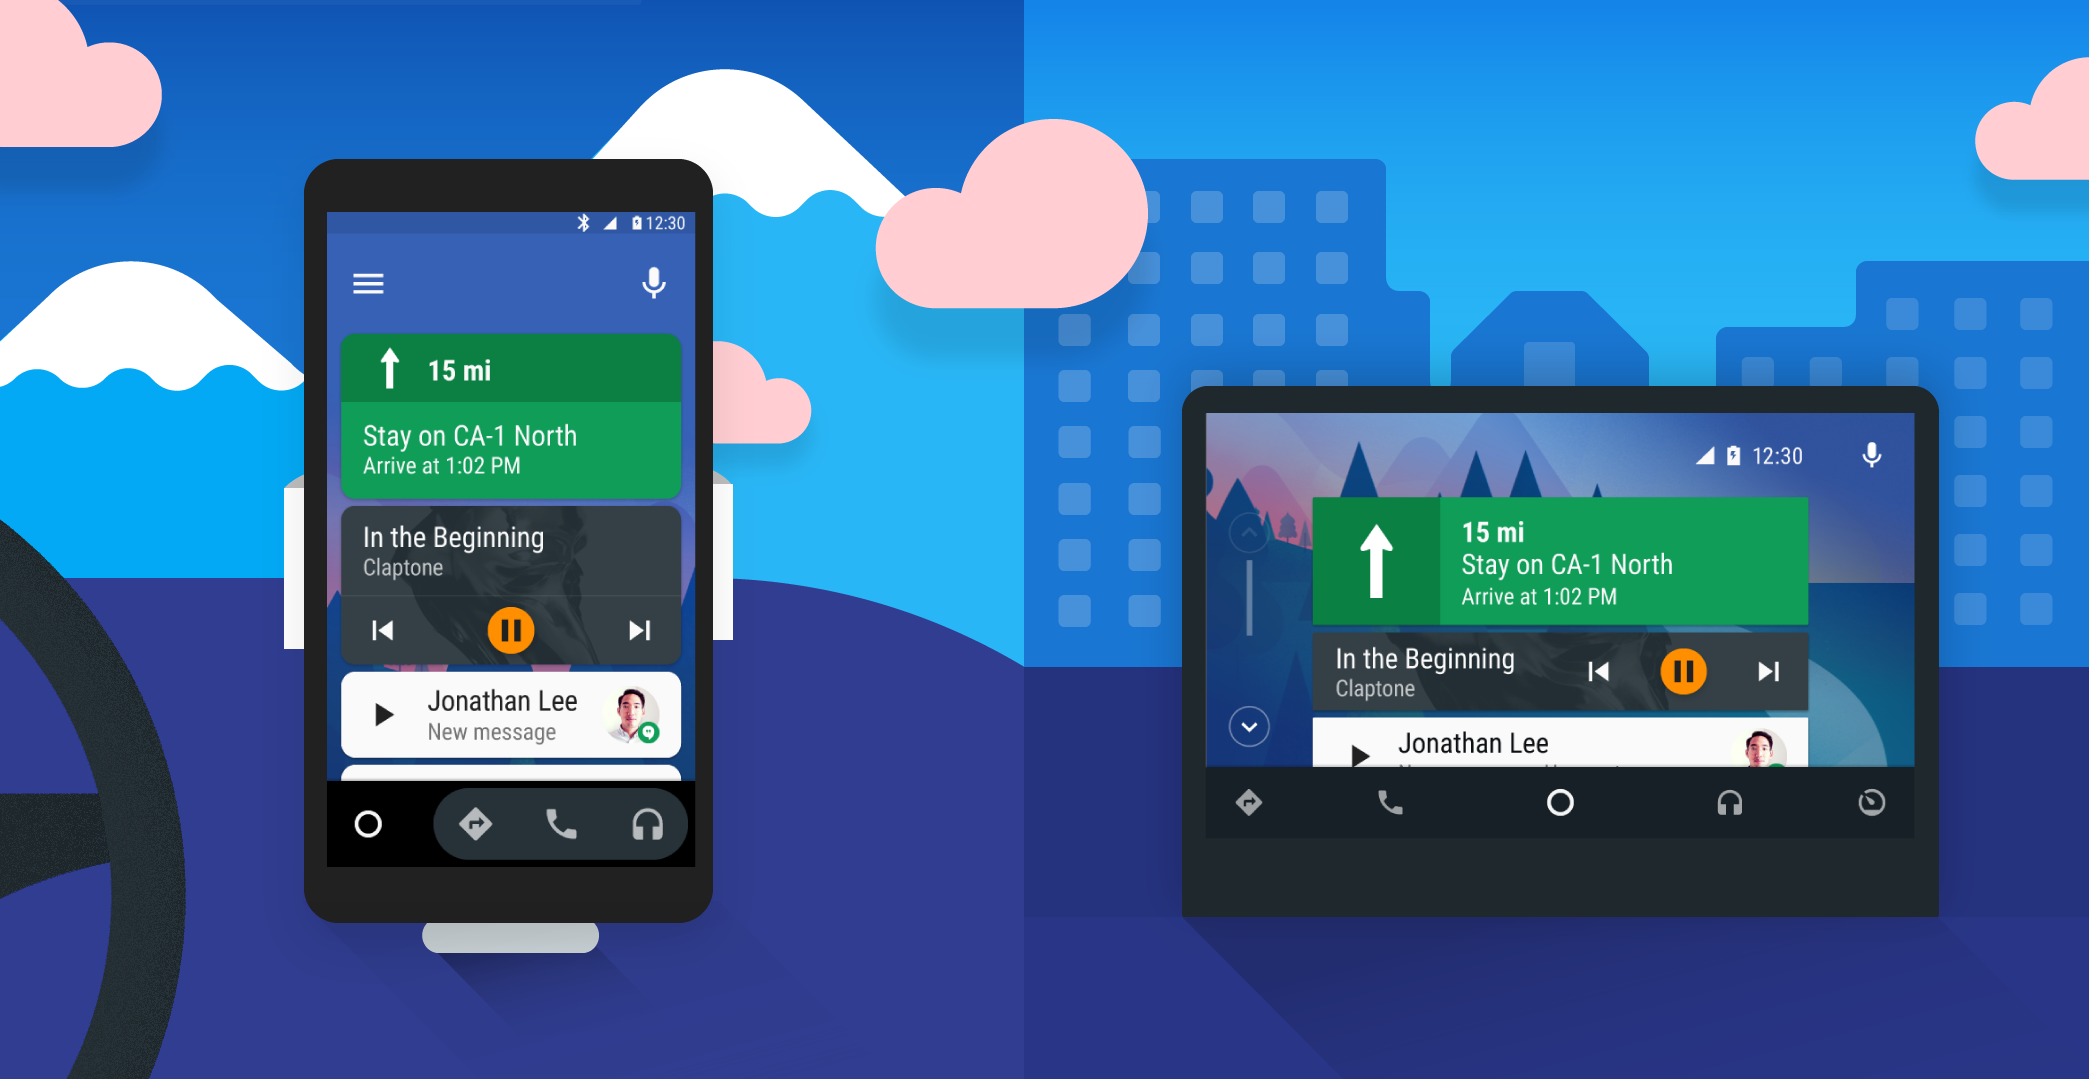 12:30
15 mi
Stay on CA-1 North
Arrive at 1:02 PM
In the Beginning
Claptone
Jonathan Lee
New message
12:30
15 mi
Stay on CA-1 North
Arrive at 1:02 PM
In the Beginning
Claptone
Jonathan Lee